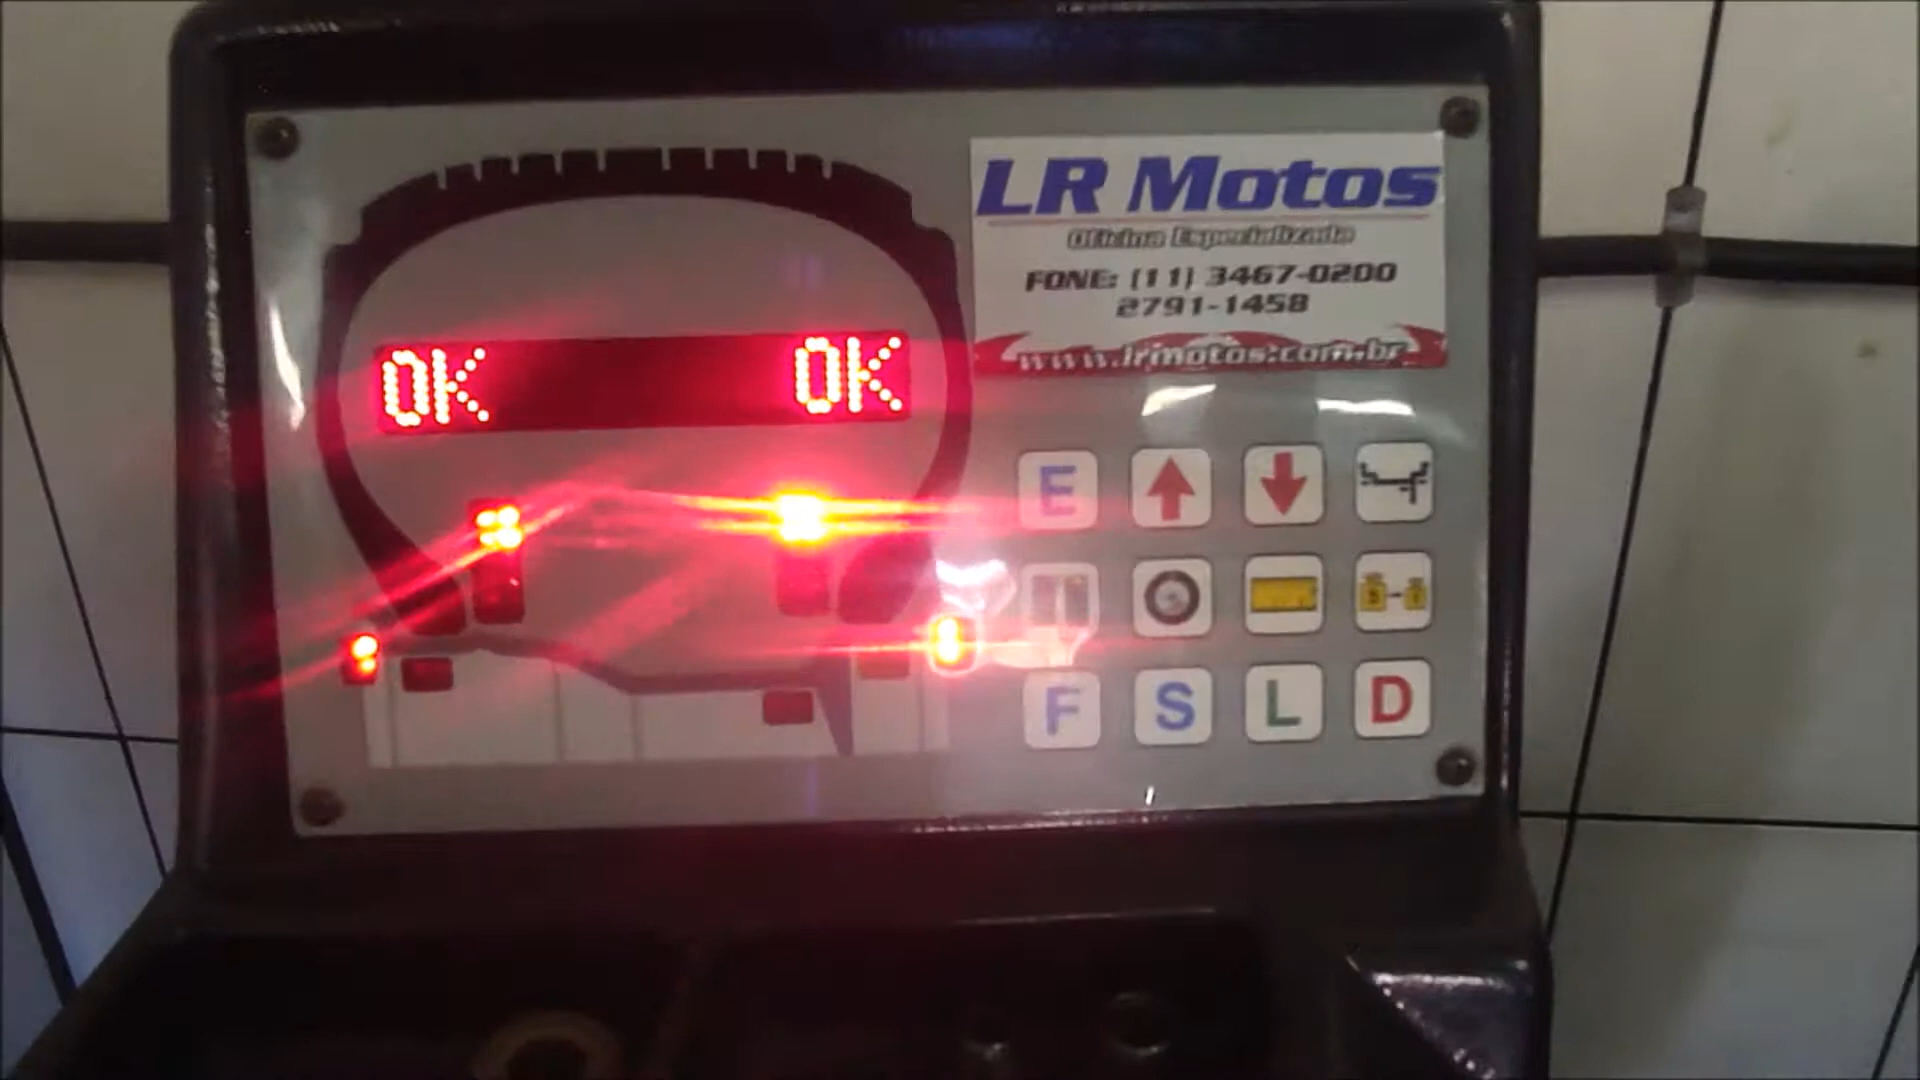 LR Motos
Oficina Especializada
FONE: (11) 3467-0200
2791-1458
www.lrmotos.com.br
OK OK
E
F S L D